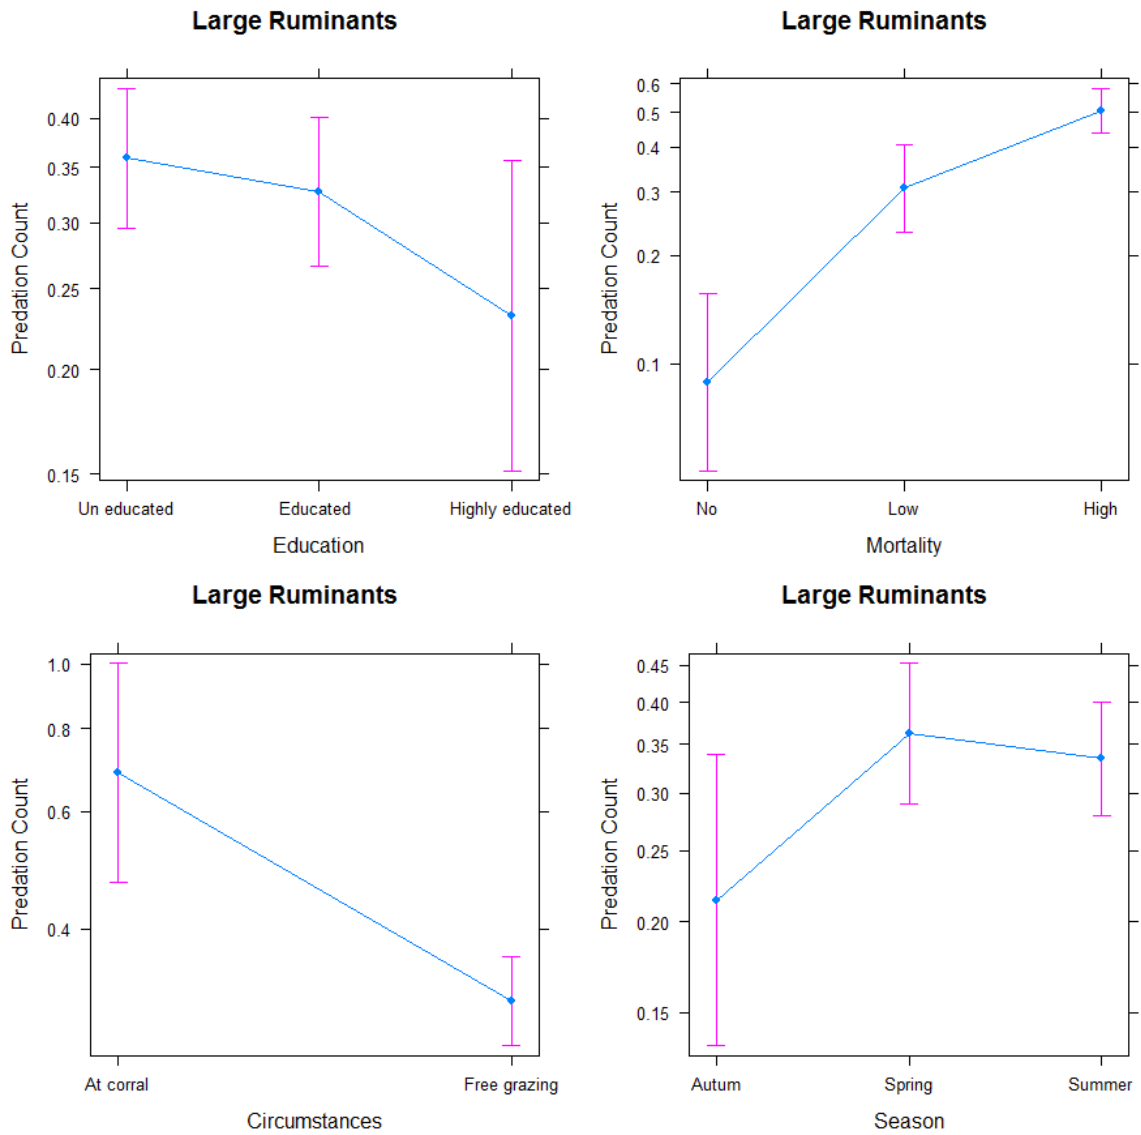 Large Ruminants
Predation Count
0.40
0.35
0.30
0.25
0.20
0.15
Un educated Educated Highly educated
Education
Large Ruminants
Predation Count
0.6
0.5
0.4
0.3
0.2
0.1
No Low High
Mortality
Large Ruminants
Predation Count
1.0
0.8
0.6
0.4
At corral Free grazing
Circumstances
Large Ruminants
Predation Count
0.45
0.40
0.35
0.30
0.25
0.20
0.15
Autum Spring Summer
Season